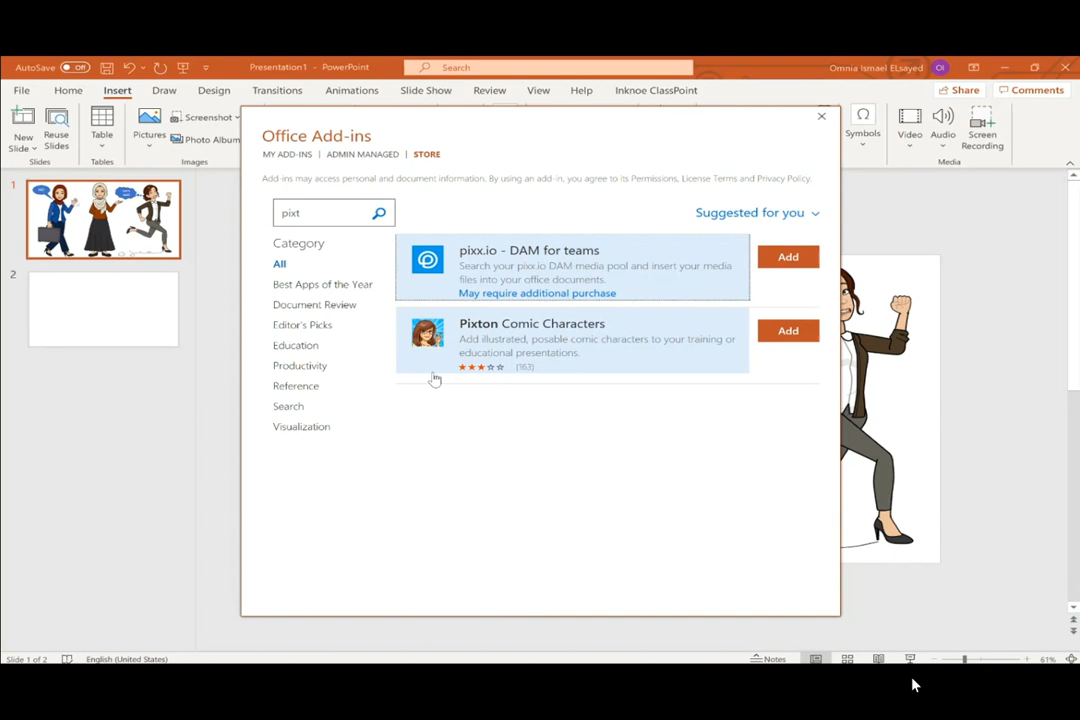 AutoSave Off Presentation1 - PowerPoint Search Omnia Ismael ELsayed OI
File Home Insert Draw Design Transitions Animations Slide Show Review View Help Inknoe ClassPoint Share Comments
New Slide
Reuse Slides
Slides
Table
Tables
Pictures
Screenshot
Photo Album
Images
Symbols
Video
Audio
Screen Recording
Media
Office Add-ins
MY ADD-INS | ADMIN MANAGED | STORE
Add-ins may access personal and document information. By using an add-in, you agree to its Permissions, License Terms and Privacy Policy.
pixt
Suggested for you
Category
All
Best Apps of the Year
Document Review
Editor's Picks
Education
Productivity
Reference
Search
Visualization
pixx.io - DAM for teams
Search your pixx.io DAM media pool and insert your media
files into your office documents.
May require additional purchase
Add
Pixton Comic Characters
Add illustrated, posable comic characters to your training or
educational presentations.
(163)
Add
1
2
Slide 1 of 2 English (United States) Notes 61%